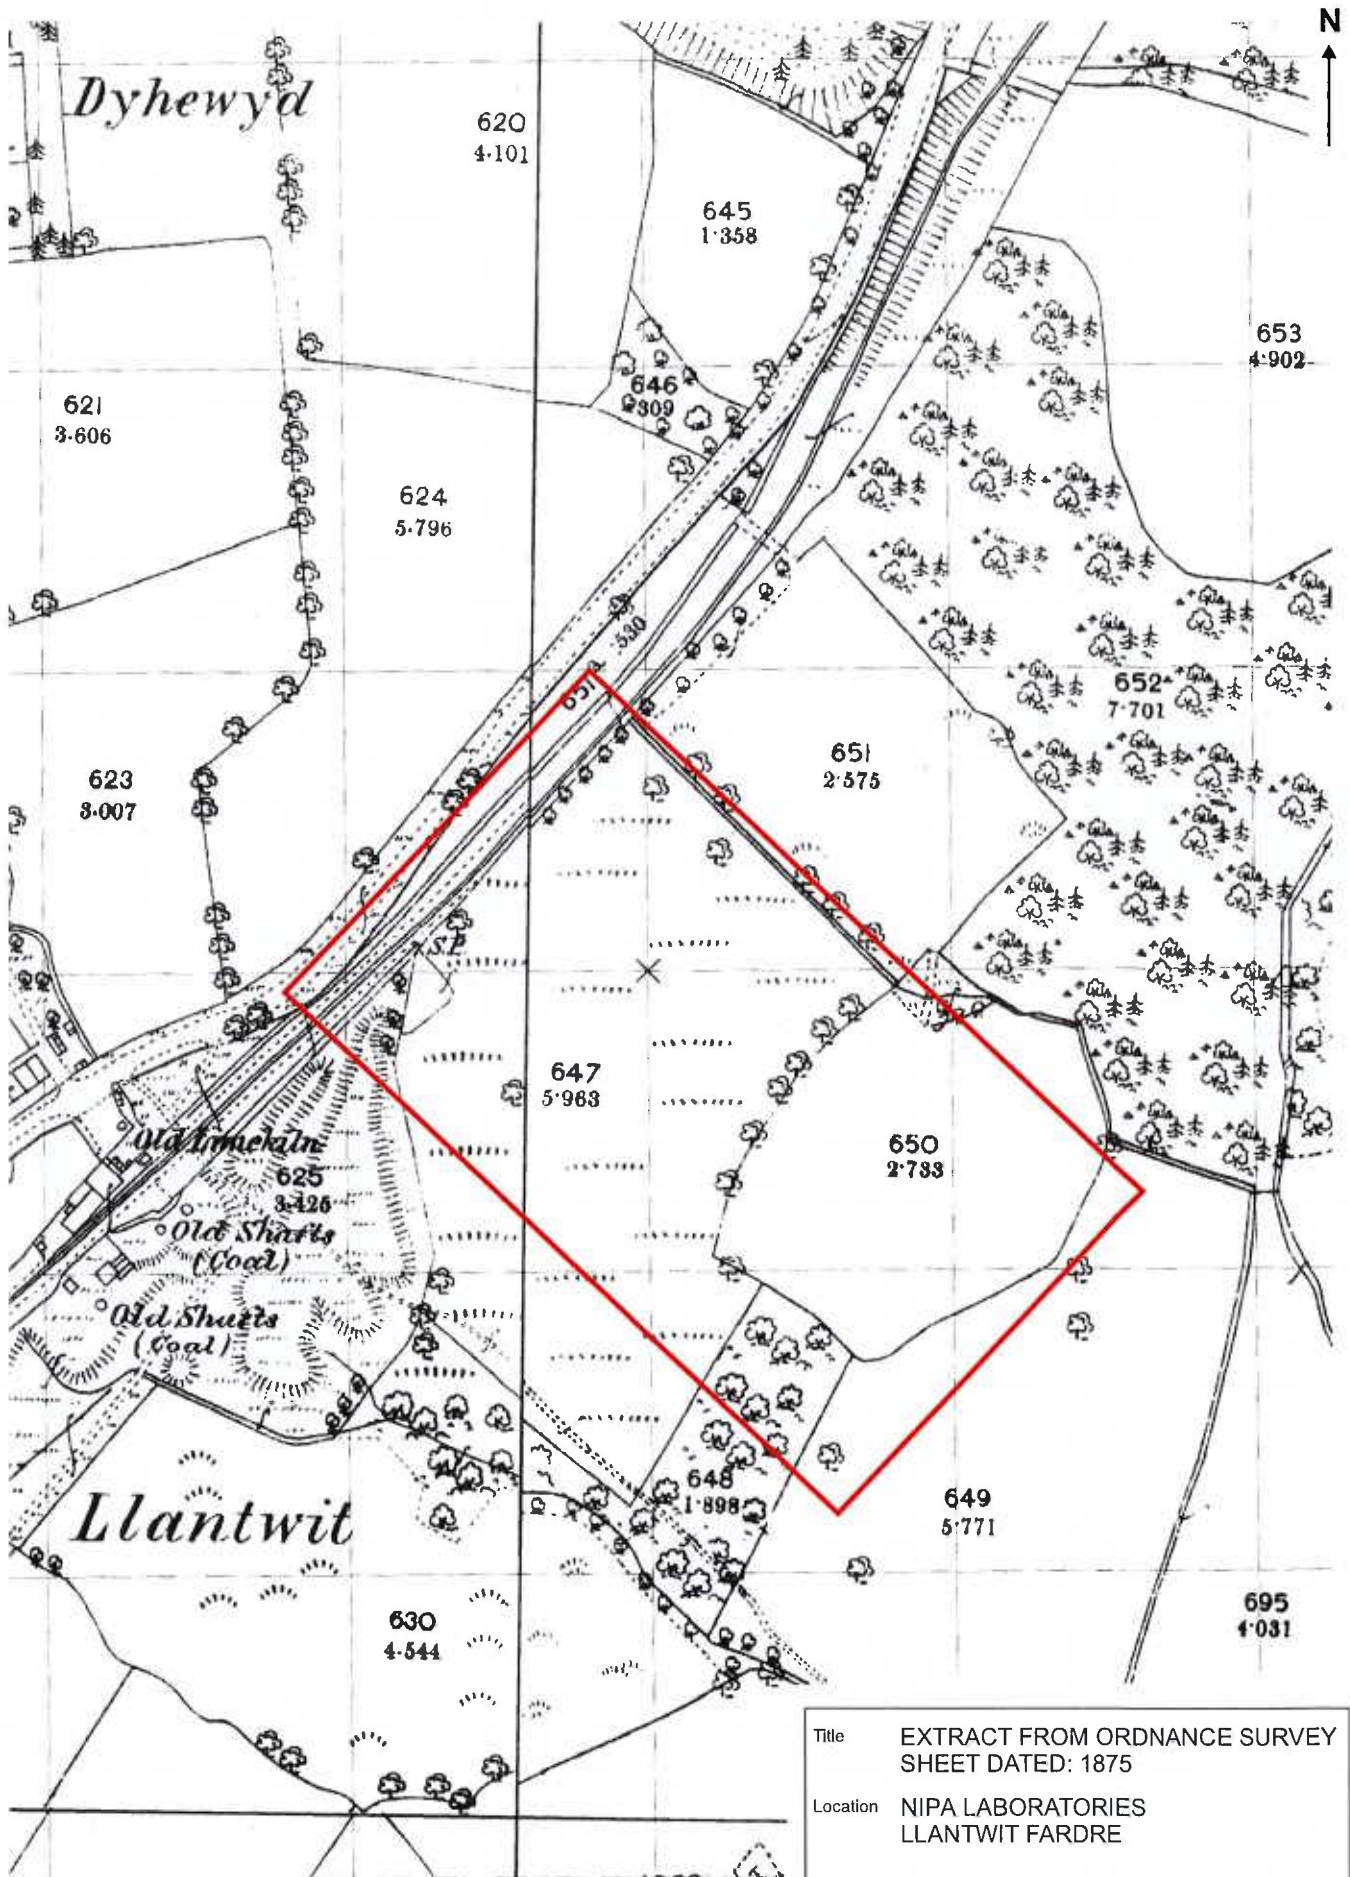 N
Dyhewyd
620
4.101
645
1.358
653
4.902
646
.309
621
3.606
624
5.796
.530
651
652
7.701
651
2.575
623
3.007
S.P.
647
5.963
650
2.733
Old Limekiln
625
3.426
Old Shafts
(Coal)
Old Shafts
(Coal)
648
1.898
649
5.771
Llantwit
630
4.544
695
4.031
Title EXTRACT FROM ORDNANCE SURVEY
SHEET DATED: 1875
Location NIPA LABORATORIES
LLANTWIT FARDRE